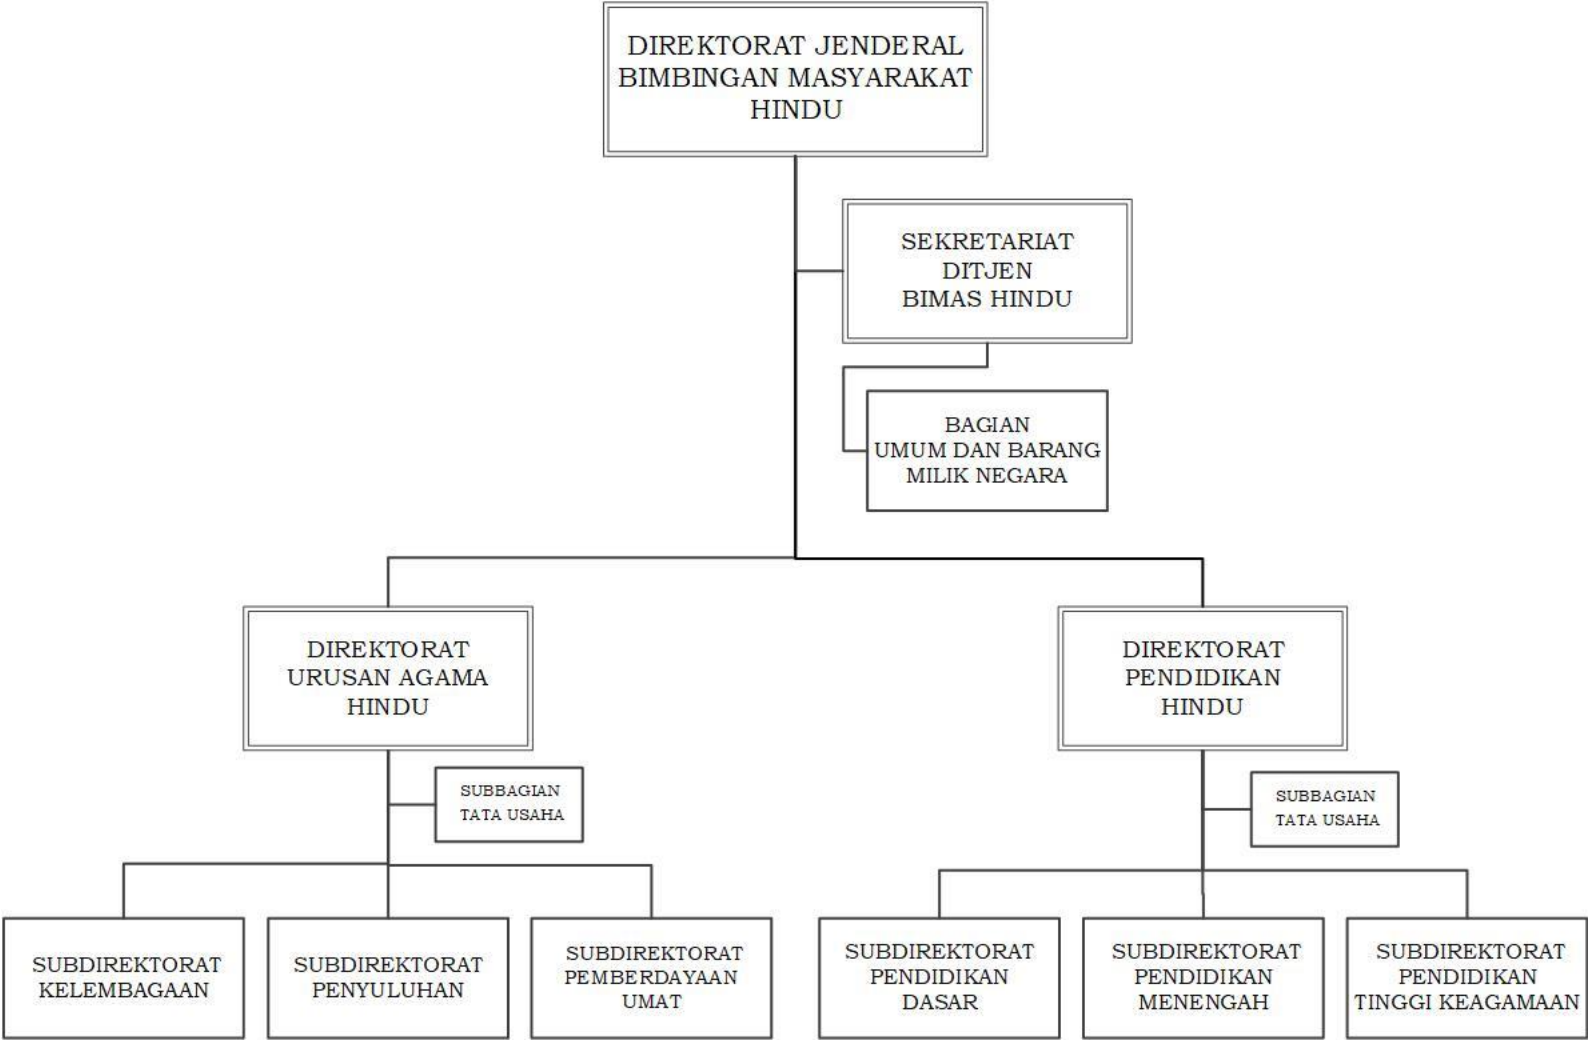 DIREKTORAT JENDERAL
BIMBINGAN MASYARAKAT
HINDU
SEKRETARIAT
DITJEN
BIMAS HINDU
BAGIAN
UMUM DAN BARANG
MILIK NEGARA
DIREKTORAT
URUSAN AGAMA
HINDU
DIREKTORAT
PENDIDIKAN
HINDU
SUBBAGIAN
TATA USAHA
SUBBAGIAN
TATA USAHA
SUBDIREKTORAT
KELEMBAGAAN
SUBDIREKTORAT
PENYULUHAN
SUBDIREKTORAT
PEMBERDAYAAN
UMAT
SUBDIREKTORAT
PENDIDIKAN
DASAR
SUBDIREKTORAT
PENDIDIKAN
MENENGAH
SUBDIREKTORAT
PENDIDIKAN
TINGGI KEAGAMAAN